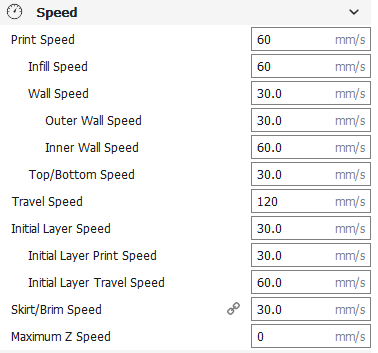 Speed
Print Speed 60 mm/s
Infill Speed 60 mm/s
Wall Speed 30.0 mm/s
Outer Wall Speed 30.0 mm/s
Inner Wall Speed 60.0 mm/s
Top/Bottom Speed 30.0 mm/s
Travel Speed 120 mm/s
Initial Layer Speed 30.0 mm/s
Initial Layer Print Speed 30.0 mm/s
Initial Layer Travel Speed 60.0 mm/s
Skirt/Brim Speed 30.0 mm/s
Maximum Z Speed 0 mm/s